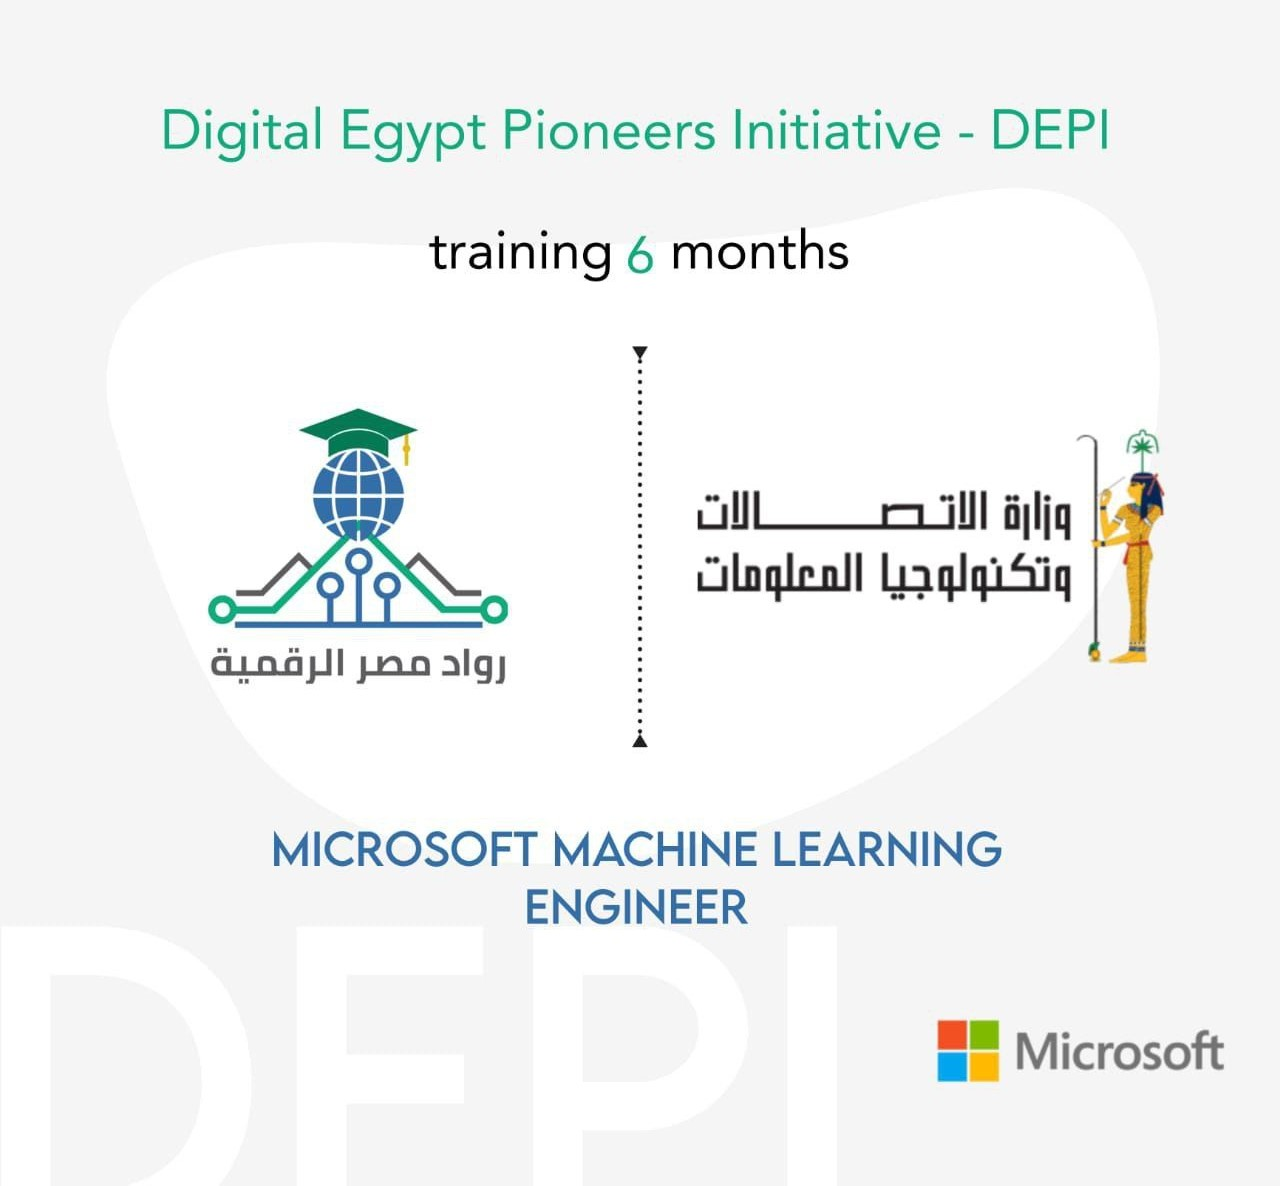 Digital Egypt Pioneers Initiative - DEPI
training 6 months
رواد مصر الرقمية
وزارة الاتصـــالات
وتكنولوجيا المعلومات
MICROSOFT MACHINE LEARNING
ENGINEER
DEPI
Microsoft